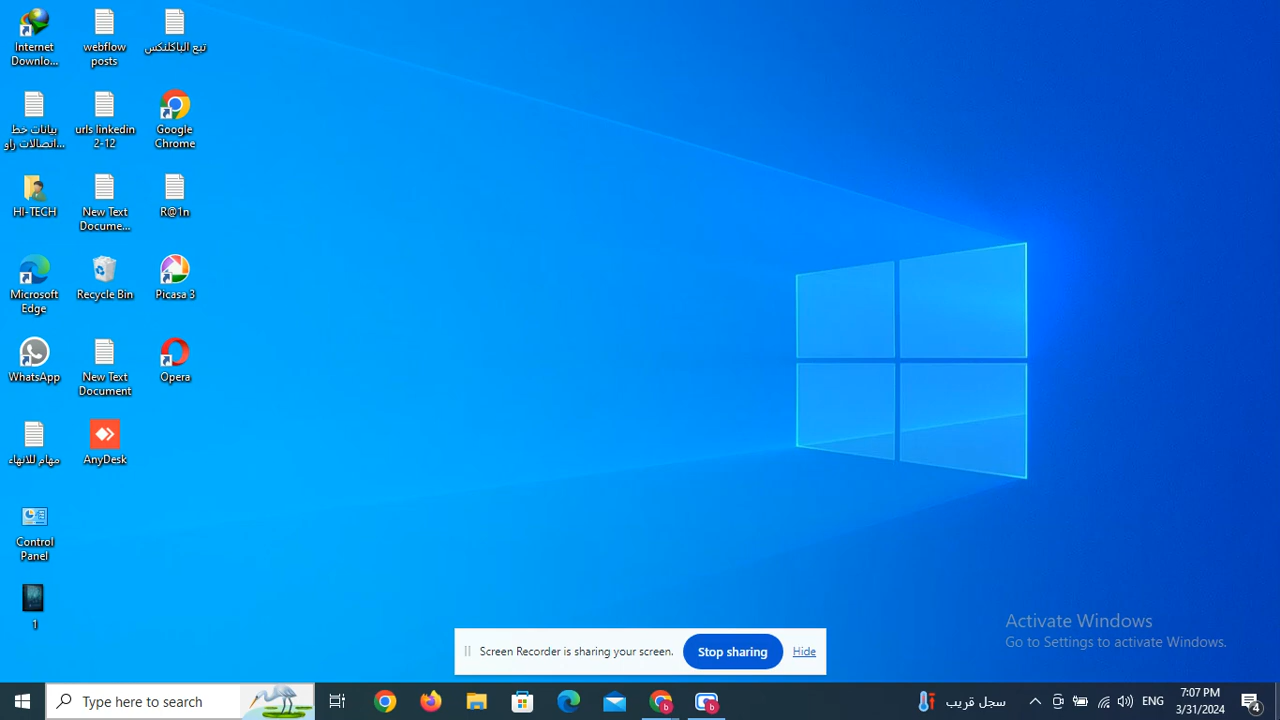 Internet
Downlo...
webflow
posts
تبع الباكلنكس
بيانات خط
اتصالات راو...
urls linkedin
2-12
Google
Chrome
HI-TECH
New Text
Docume...
R@1n
Microsoft
Edge
Recycle Bin
Picasa 3
WhatsApp
New Text
Document
Opera
مهام للانهاء
AnyDesk
Control
Panel
1
Activate Windows
Go to Settings to activate Windows.
Screen Recorder is sharing your screen.
Stop sharing
Hide
Type here to search
b
b
سجل قريب
ENG
7:07 PM
3/31/2024
4